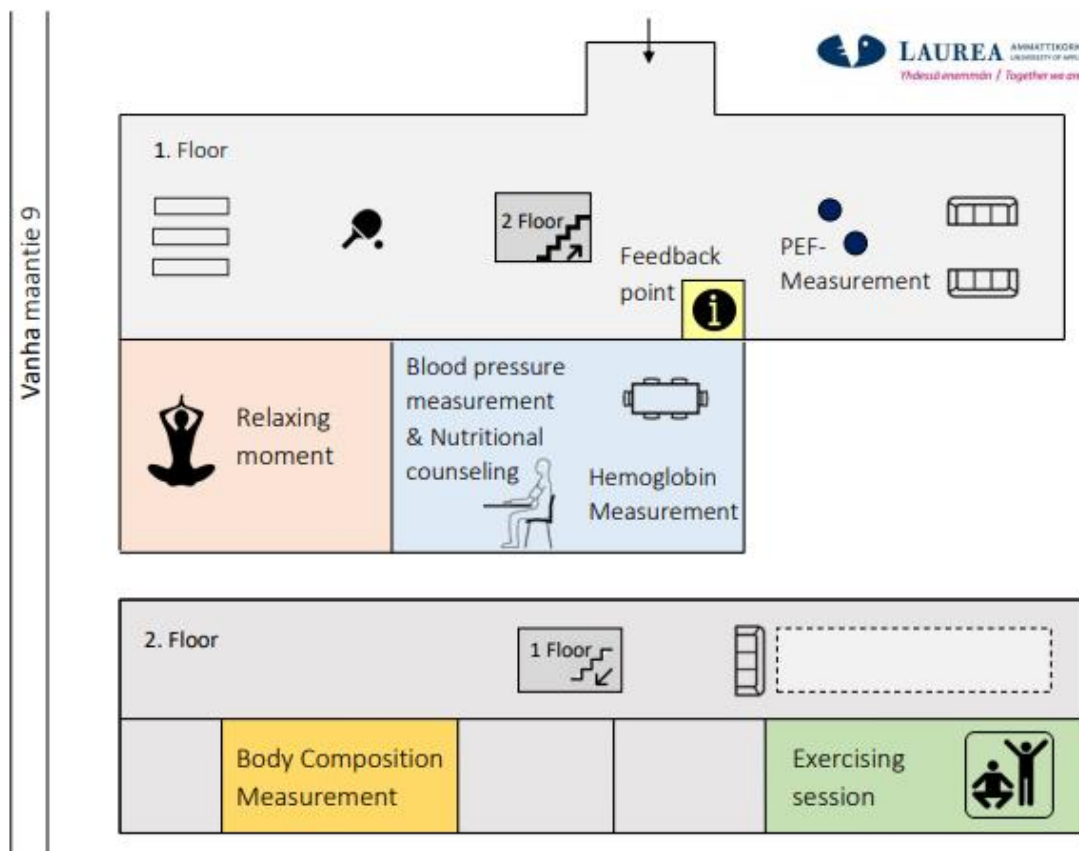 Vanha maantie 9
LAUREA
Yhdessä enemmän / Together we are
1. Floor
2 Floor
Feedback
point
i
PEF-
Measurement
Relaxing
moment
Blood pressure
measurement
& Nutritional
counseling
Hemoglobin
Measurement
2. Floor
1 Floor
Body Composition
Measurement
Exercising
session